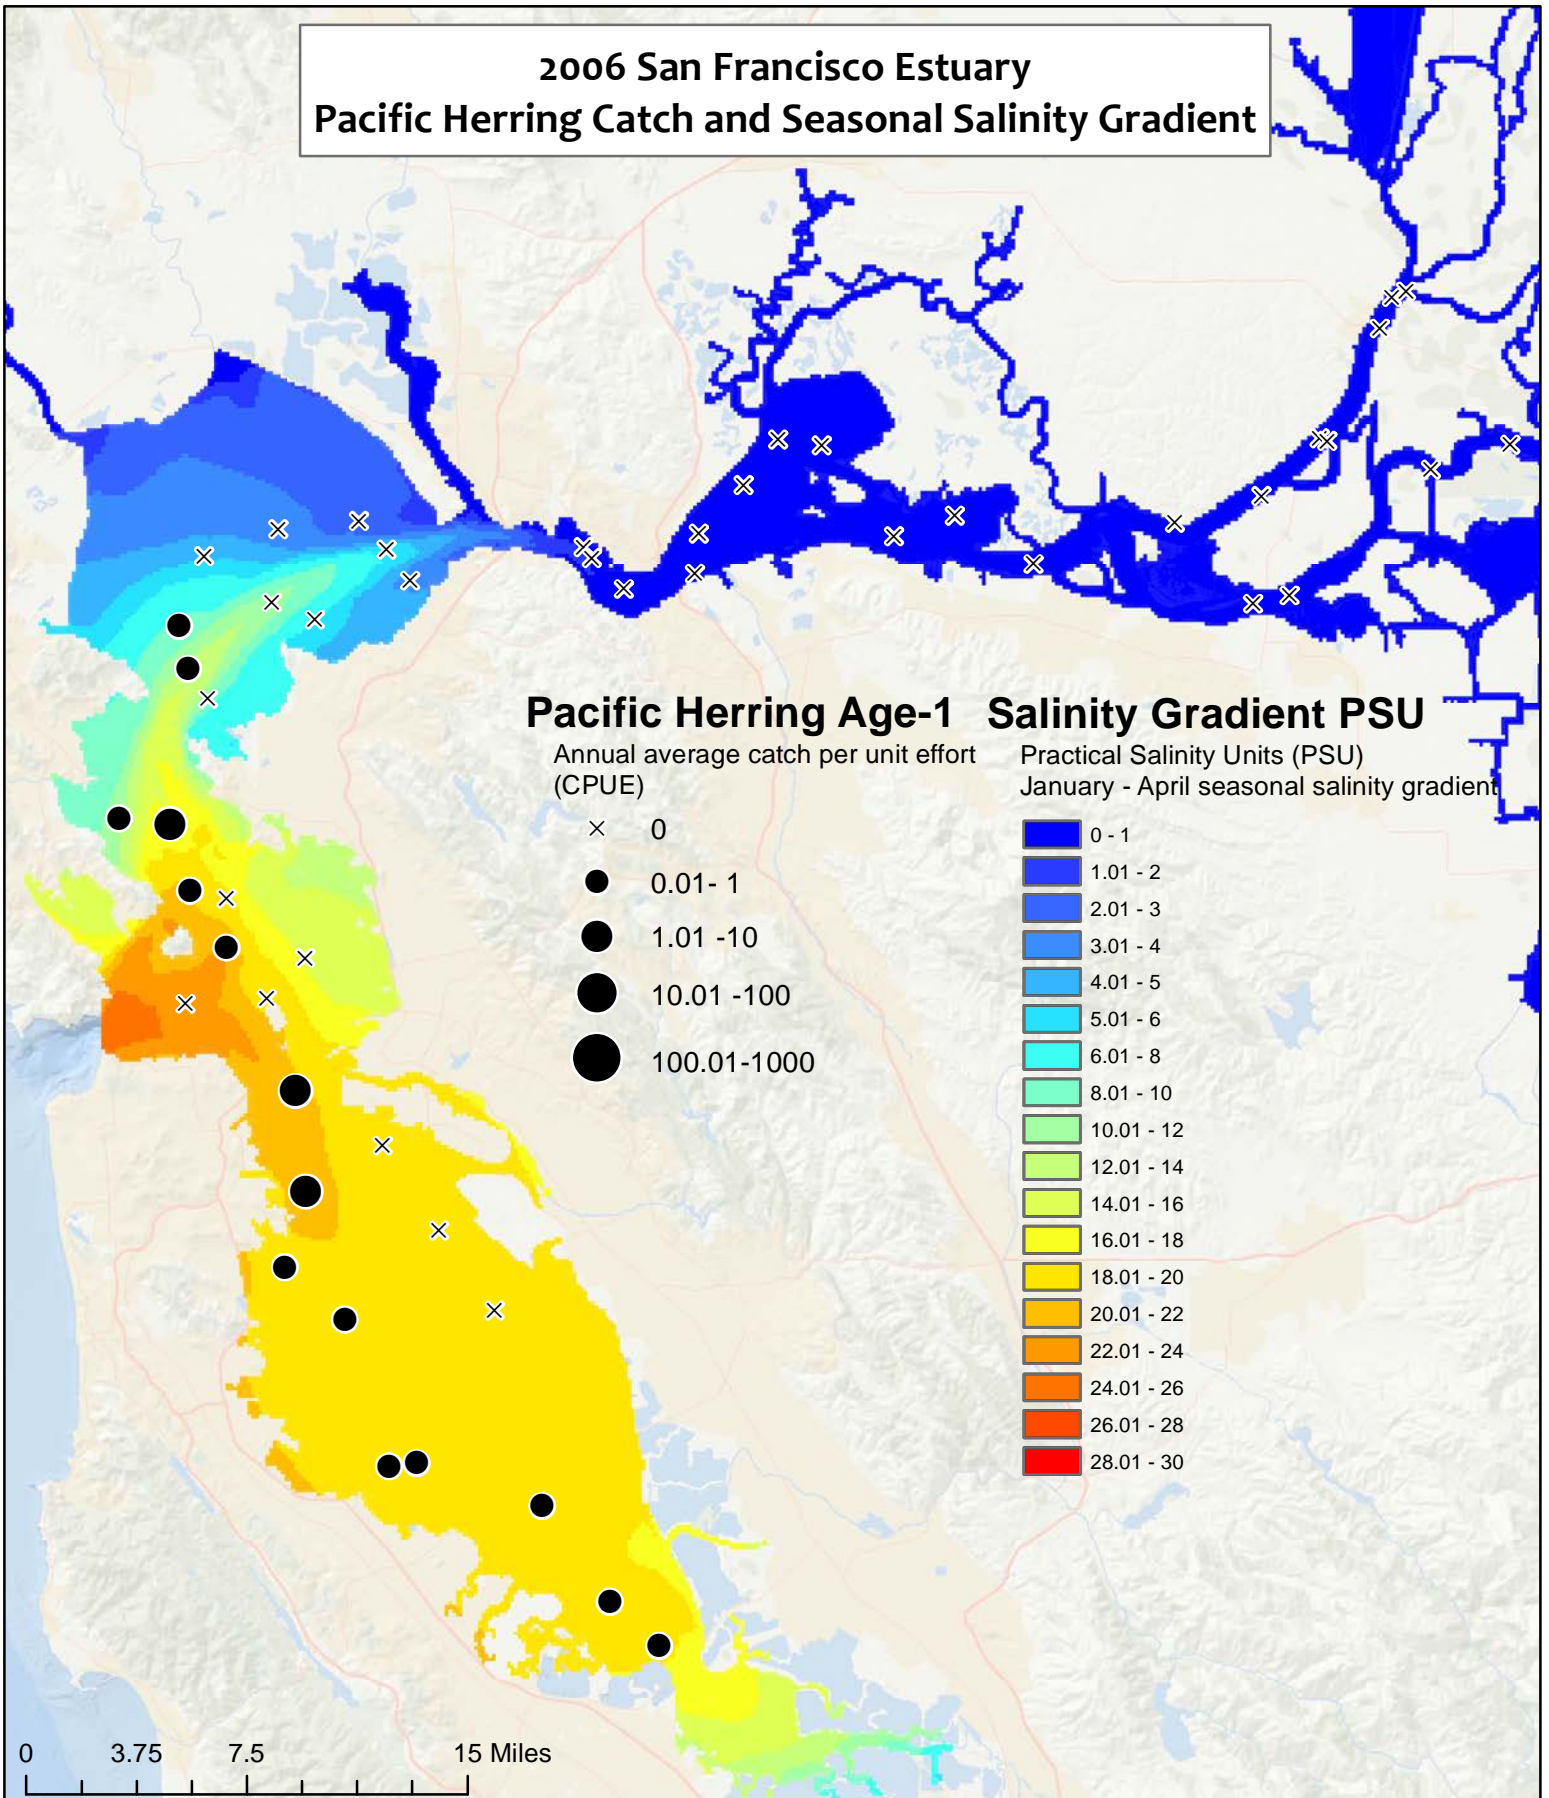 2006 San Francisco Estuary
Pacific Herring Catch and Seasonal Salinity Gradient
Pacific Herring Age-1
Annual average catch per unit effort
(CPUE)
0
0.01- 1
1.01 -10
10.01 -100
100.01-1000
Salinity Gradient PSU
Practical Salinity Units (PSU)
January - April seasonal salinity gradient
0 - 1
1.01 - 2
2.01 - 3
3.01 - 4
4.01 - 5
5.01 - 6
6.01 - 8
8.01 - 10
10.01 - 12
12.01 - 14
14.01 - 16
16.01 - 18
18.01 - 20
20.01 - 22
22.01 - 24
24.01 - 26
26.01 - 28
28.01 - 30
0 3.75 7.5 15 Miles